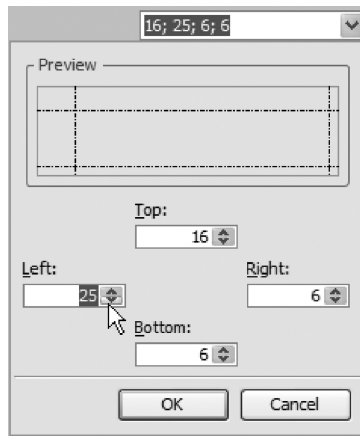 16; 25; 6; 6
Preview
Top:
16
Left:
Right:
25
6
Bottom:
6
OK
Cancel